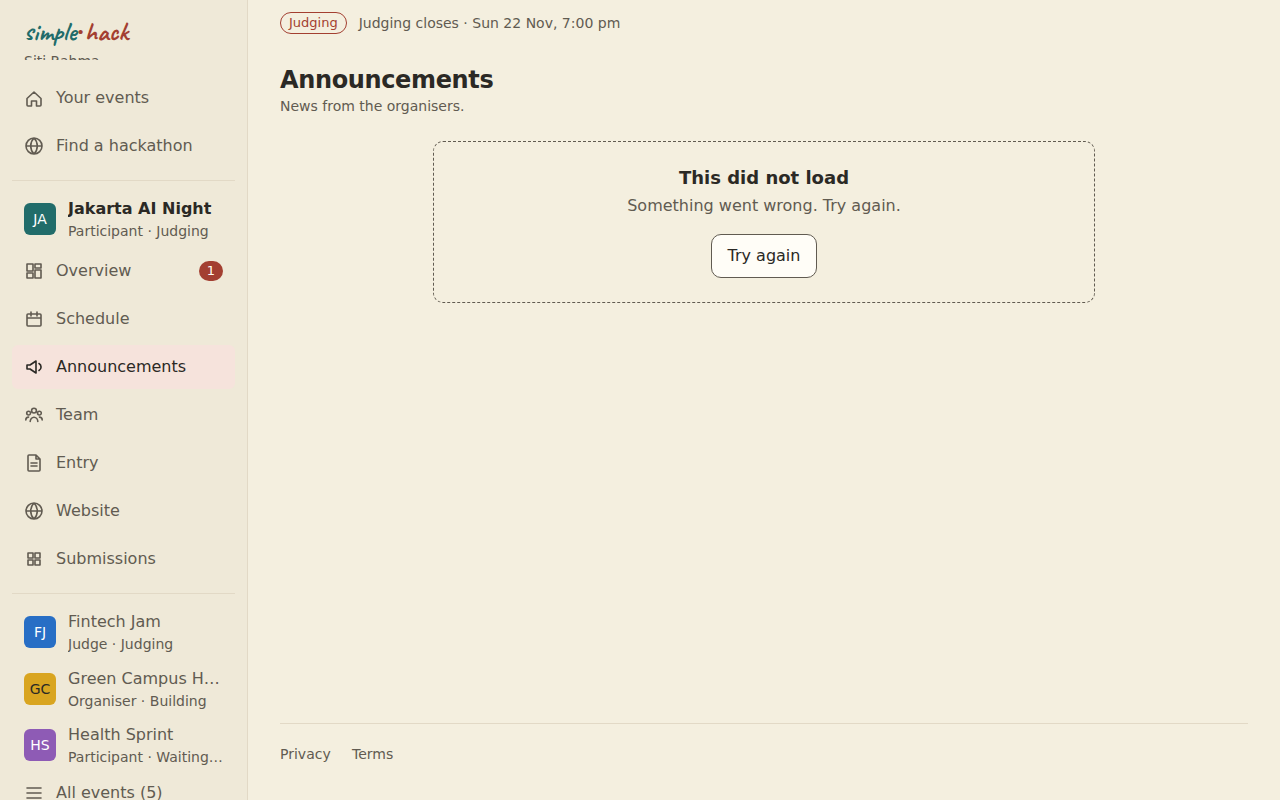 simple·hack
Siti Rahma
Your events
Find a hackathon
JA
Jakarta AI Night
Participant · Judging
Overview
1
Schedule
Announcements
Team
Entry
Website
Submissions
FJ
Fintech Jam
Judge · Judging
GC
Green Campus H…
Organiser · Building
HS
Health Sprint
Participant · Waiting…
All events (5)
Judging
Judging closes · Sun 22 Nov, 7:00 pm
Announcements
News from the organisers.
This did not load
Something went wrong. Try again.
Try again
Privacy
Terms